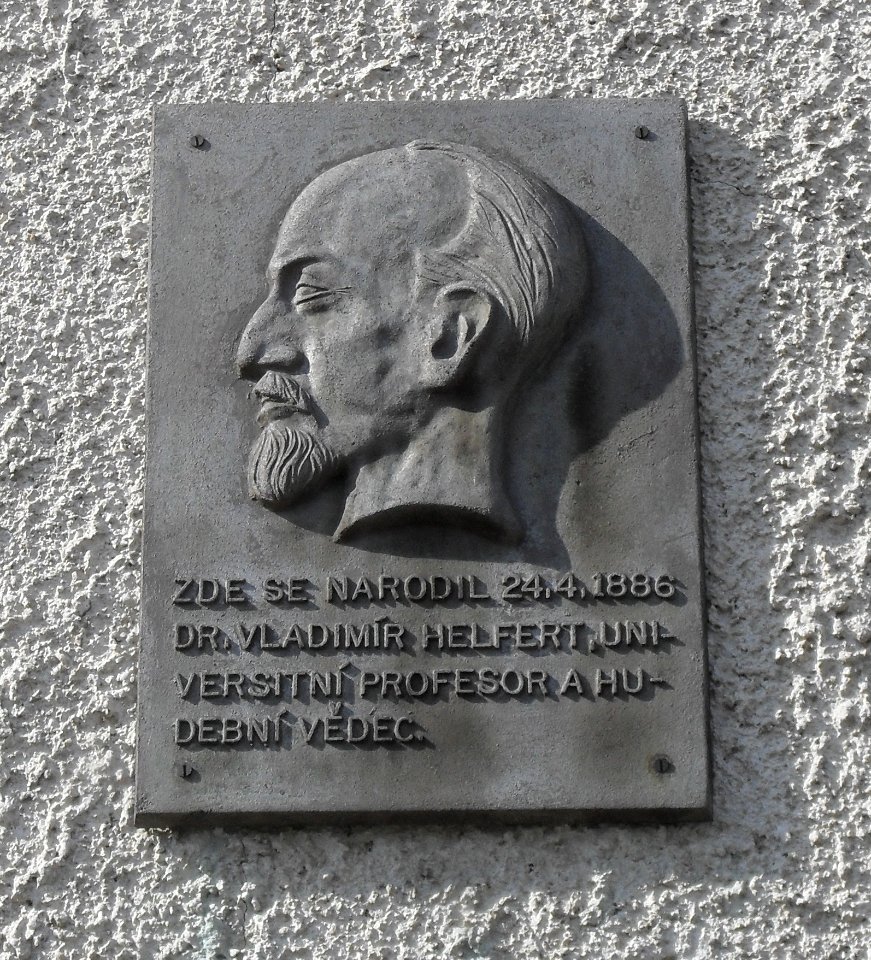 ZDE SE NARODIL 24.4.1886
DR. VLADIMÍR HELFERT, UNI-
VERSITNÍ PROFESOR A HU-
DEBNÍ VĚDEC.